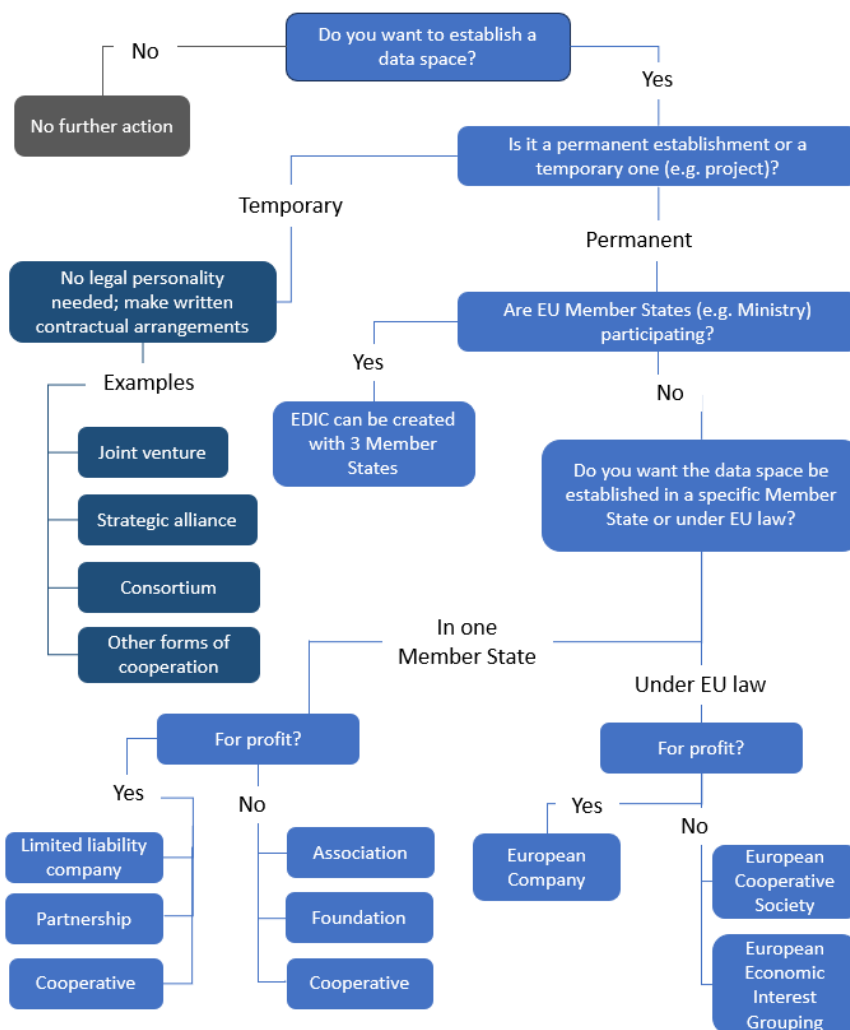 Do you want to establish a
data space?
No
Yes
No further action
Is it a permanent establishment or a
temporary one (e.g. project)?
Temporary
Permanent
No legal personality
needed; make written
contractual arrangements
Are EU Member States (e.g. Ministry)
participating?
Yes
No
Examples
EDIC can be created
with 3 Member
States
Joint venture
Do you want the data space be
established in a specific Member
State or under EU law?
Strategic alliance
Consortium
Other forms of
cooperation
In one
Member State
Under EU law
For profit?
For profit?
Yes
No
Yes
No
Limited liability
company
Association
European
Company
European
Cooperative
Society
Partnership
Foundation
Cooperative
Cooperative
European
Economic
Interest
Grouping